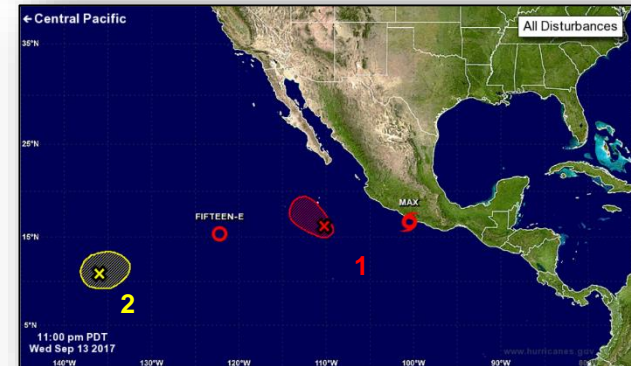 ← Central Pacific
All Disturbances
35°N
25°N
MAX
FIFTEEN-E
15°N
1
2
5°N
11:00 pm PDT
Wed Sep 13 2017
www.hurricanes.gov
140°W 130°W 120°W 110°W 100°W 90°W